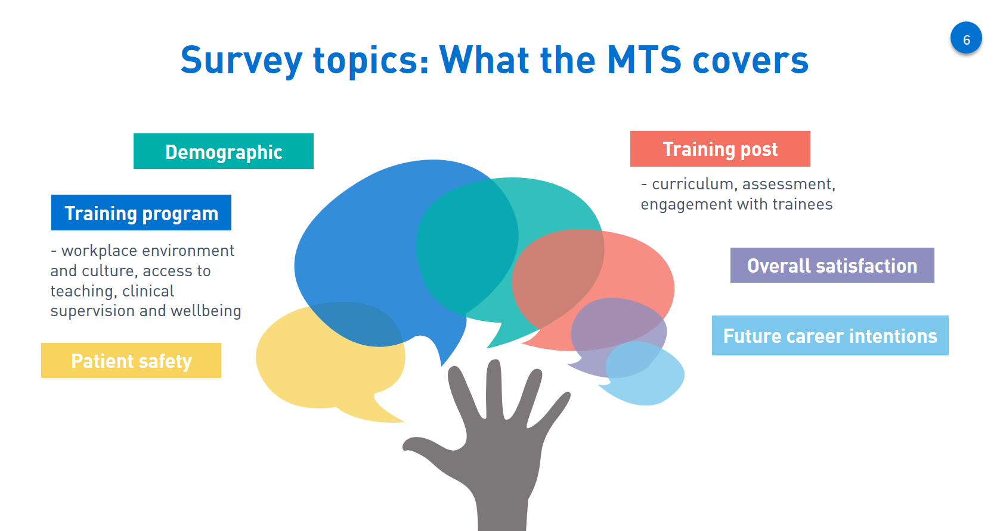 6
Survey topics: What the MTS covers
Demographic
Training program
- workplace environment
and culture, access to
teaching, clinical
supervision and wellbeing
Patient safety
Training post
- curriculum, assessment,
engagement with trainees
Overall satisfaction
Future career intentions